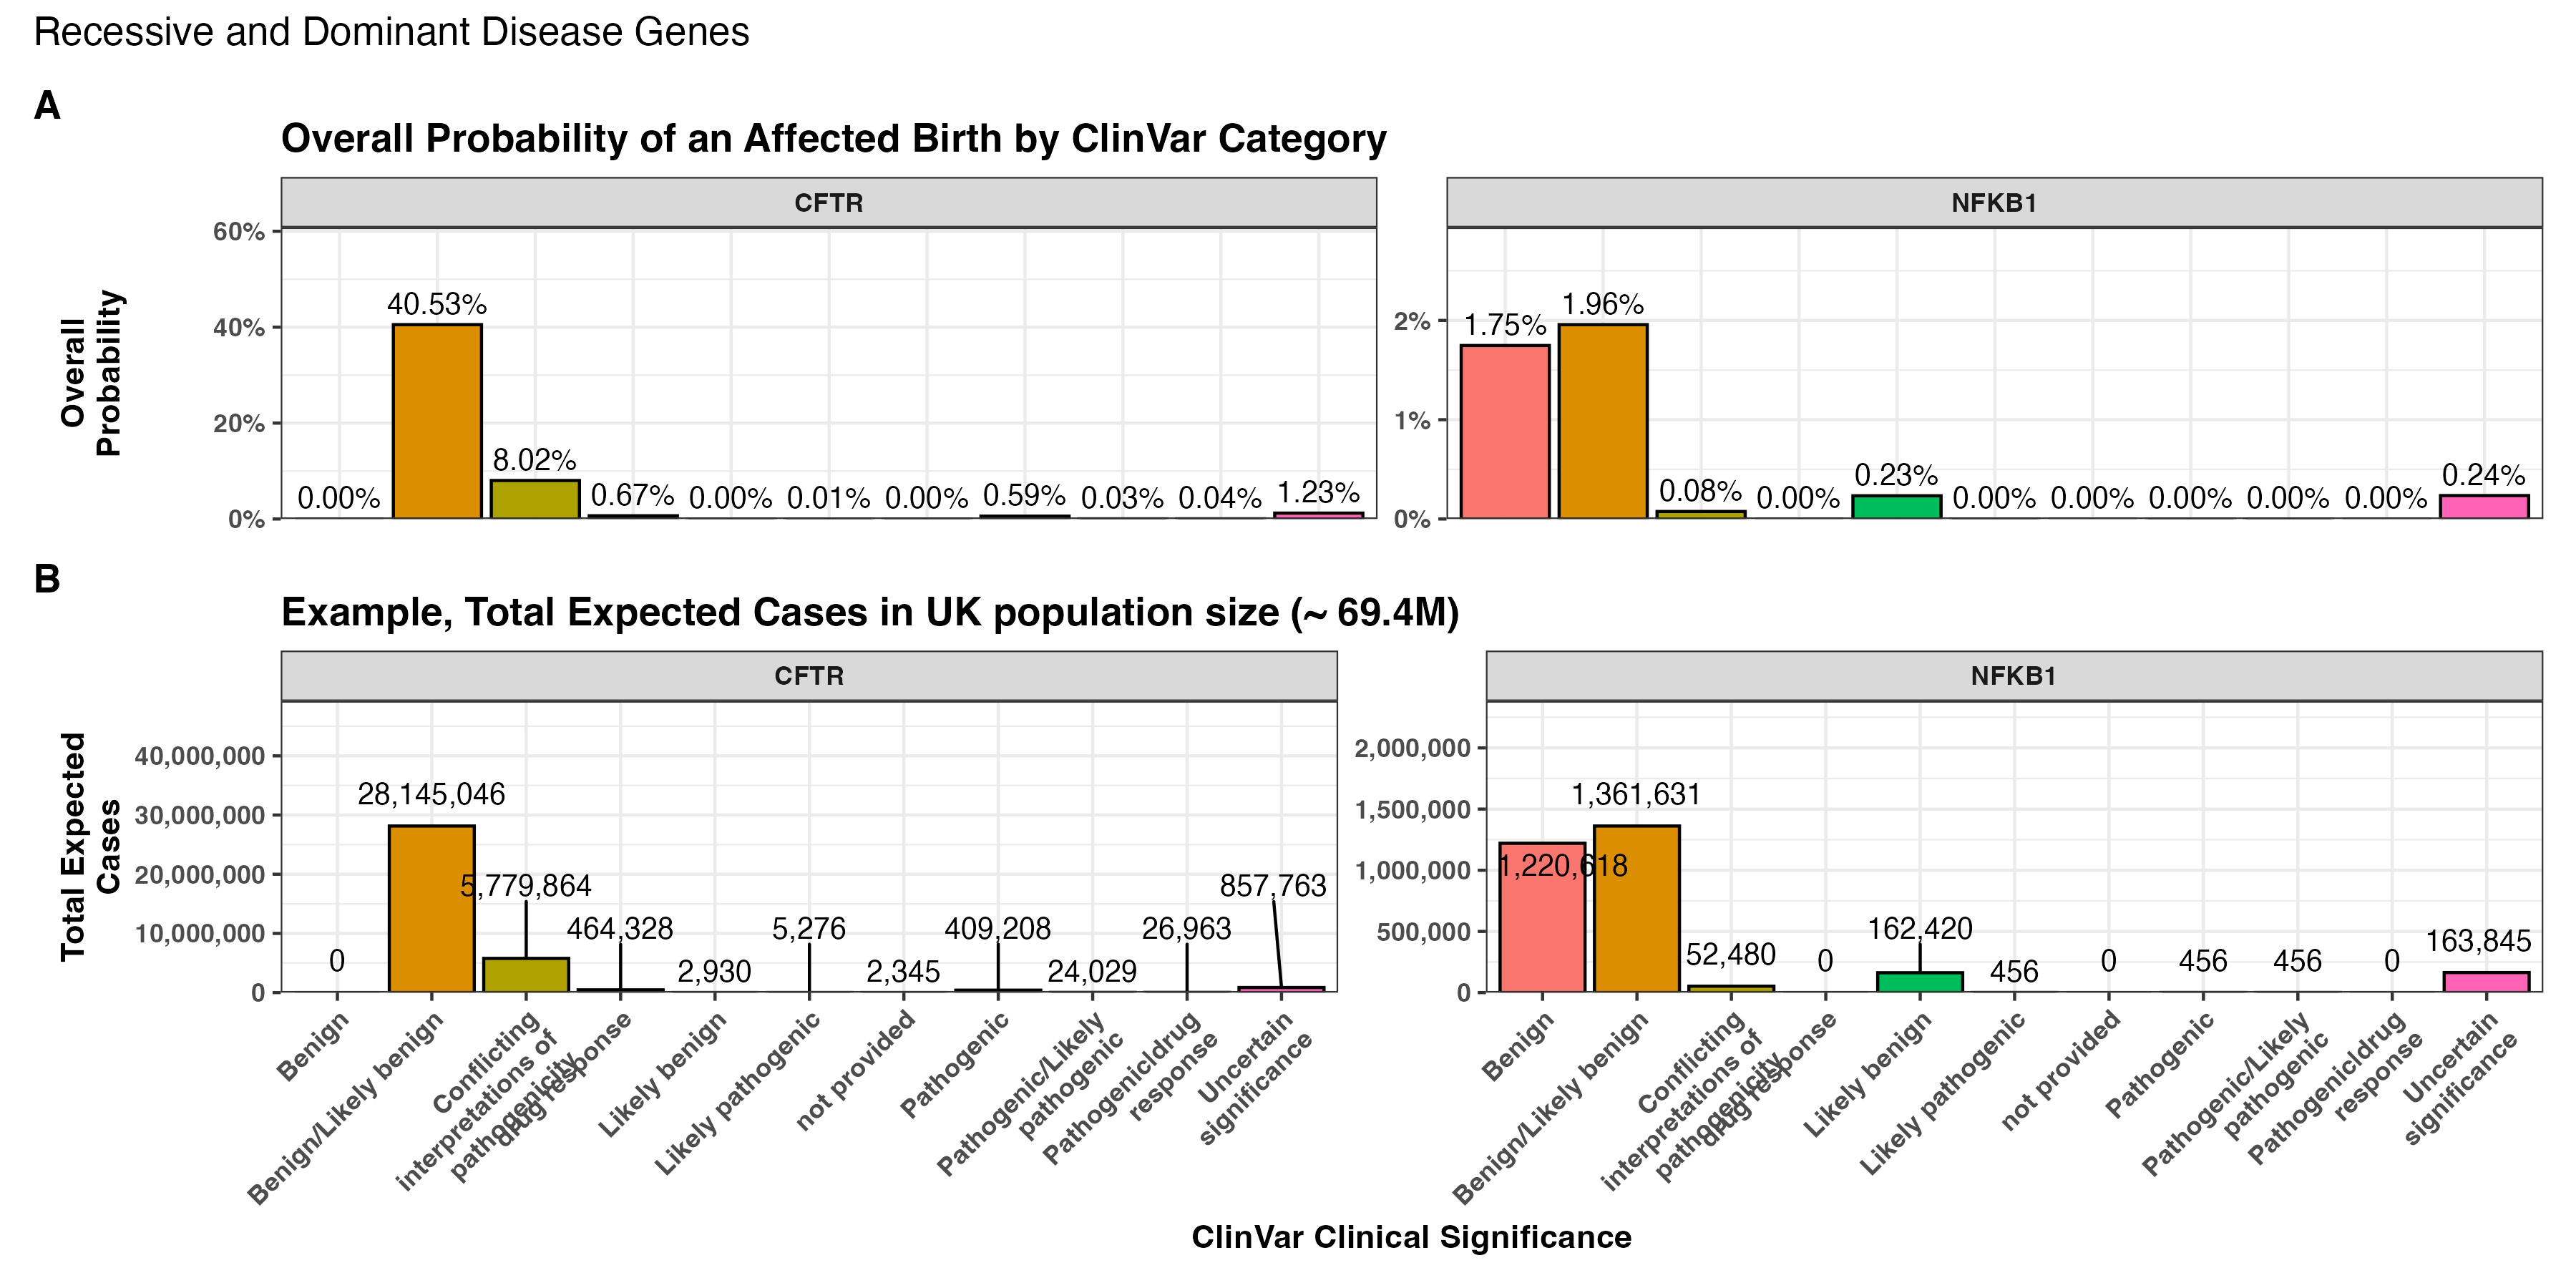 Recessive and Dominant Disease Genes
A
Overall Probability of an Affected Birth by ClinVar Category
CFTR
NFKB1
Overall
Probability
60%
40%
20%
0%
0.00%
40.53%
8.02%
0.67%
0.00%
0.01%
0.00%
0.59%
0.03%
0.04%
1.23%
2%
1%
0%
1.75%
1.96%
0.08%
0.00%
0.23%
0.00%
0.00%
0.00%
0.00%
0.00%
0.24%
B
Example, Total Expected Cases in UK population size (~ 69.4M)
CFTR
NFKB1
Total Expected
Cases
40,000,000
30,000,000
20,000,000
10,000,000
0
0
28,145,046
5,779,864
464,328
2,930
5,276
2,345
409,208
24,029
26,963
857,763
2,000,000
1,500,000
1,000,000
500,000
0
1,220,618
1,361,631
52,480
0
162,420
456
0
456
456
0
163,845
Benign
Benign/Likely benign
Conflicting
interpretations of
pathogenicity
drug response
Likely benign
Likely pathogenic
not provided
Pathogenic
Pathogenic/Likely
pathogenic
Pathogenic|drug
response
Uncertain
significance
Benign
Benign/Likely benign
Conflicting
interpretations of
pathogenicity
drug response
Likely benign
Likely pathogenic
not provided
Pathogenic
Pathogenic/Likely
pathogenic
Pathogenic|drug
response
Uncertain
significance
ClinVar Clinical Significance